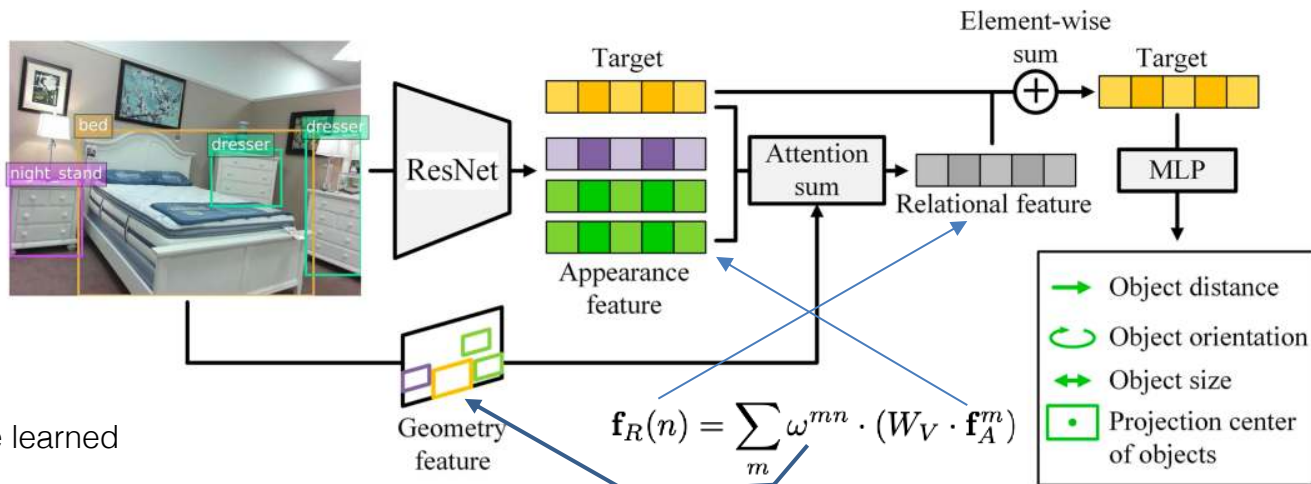 Element-wise
sum
Target
Target
bed
dresser
dresser
night_stand
ResNet
Attention
sum
MLP
Relational feature
Appearance
feature
Object distance
Object orientation
Object size
Projection center
of objects
Geometry
feature
f_R(n) = ∑_m ω^{mn} · (W_V · f_A^m)
learned